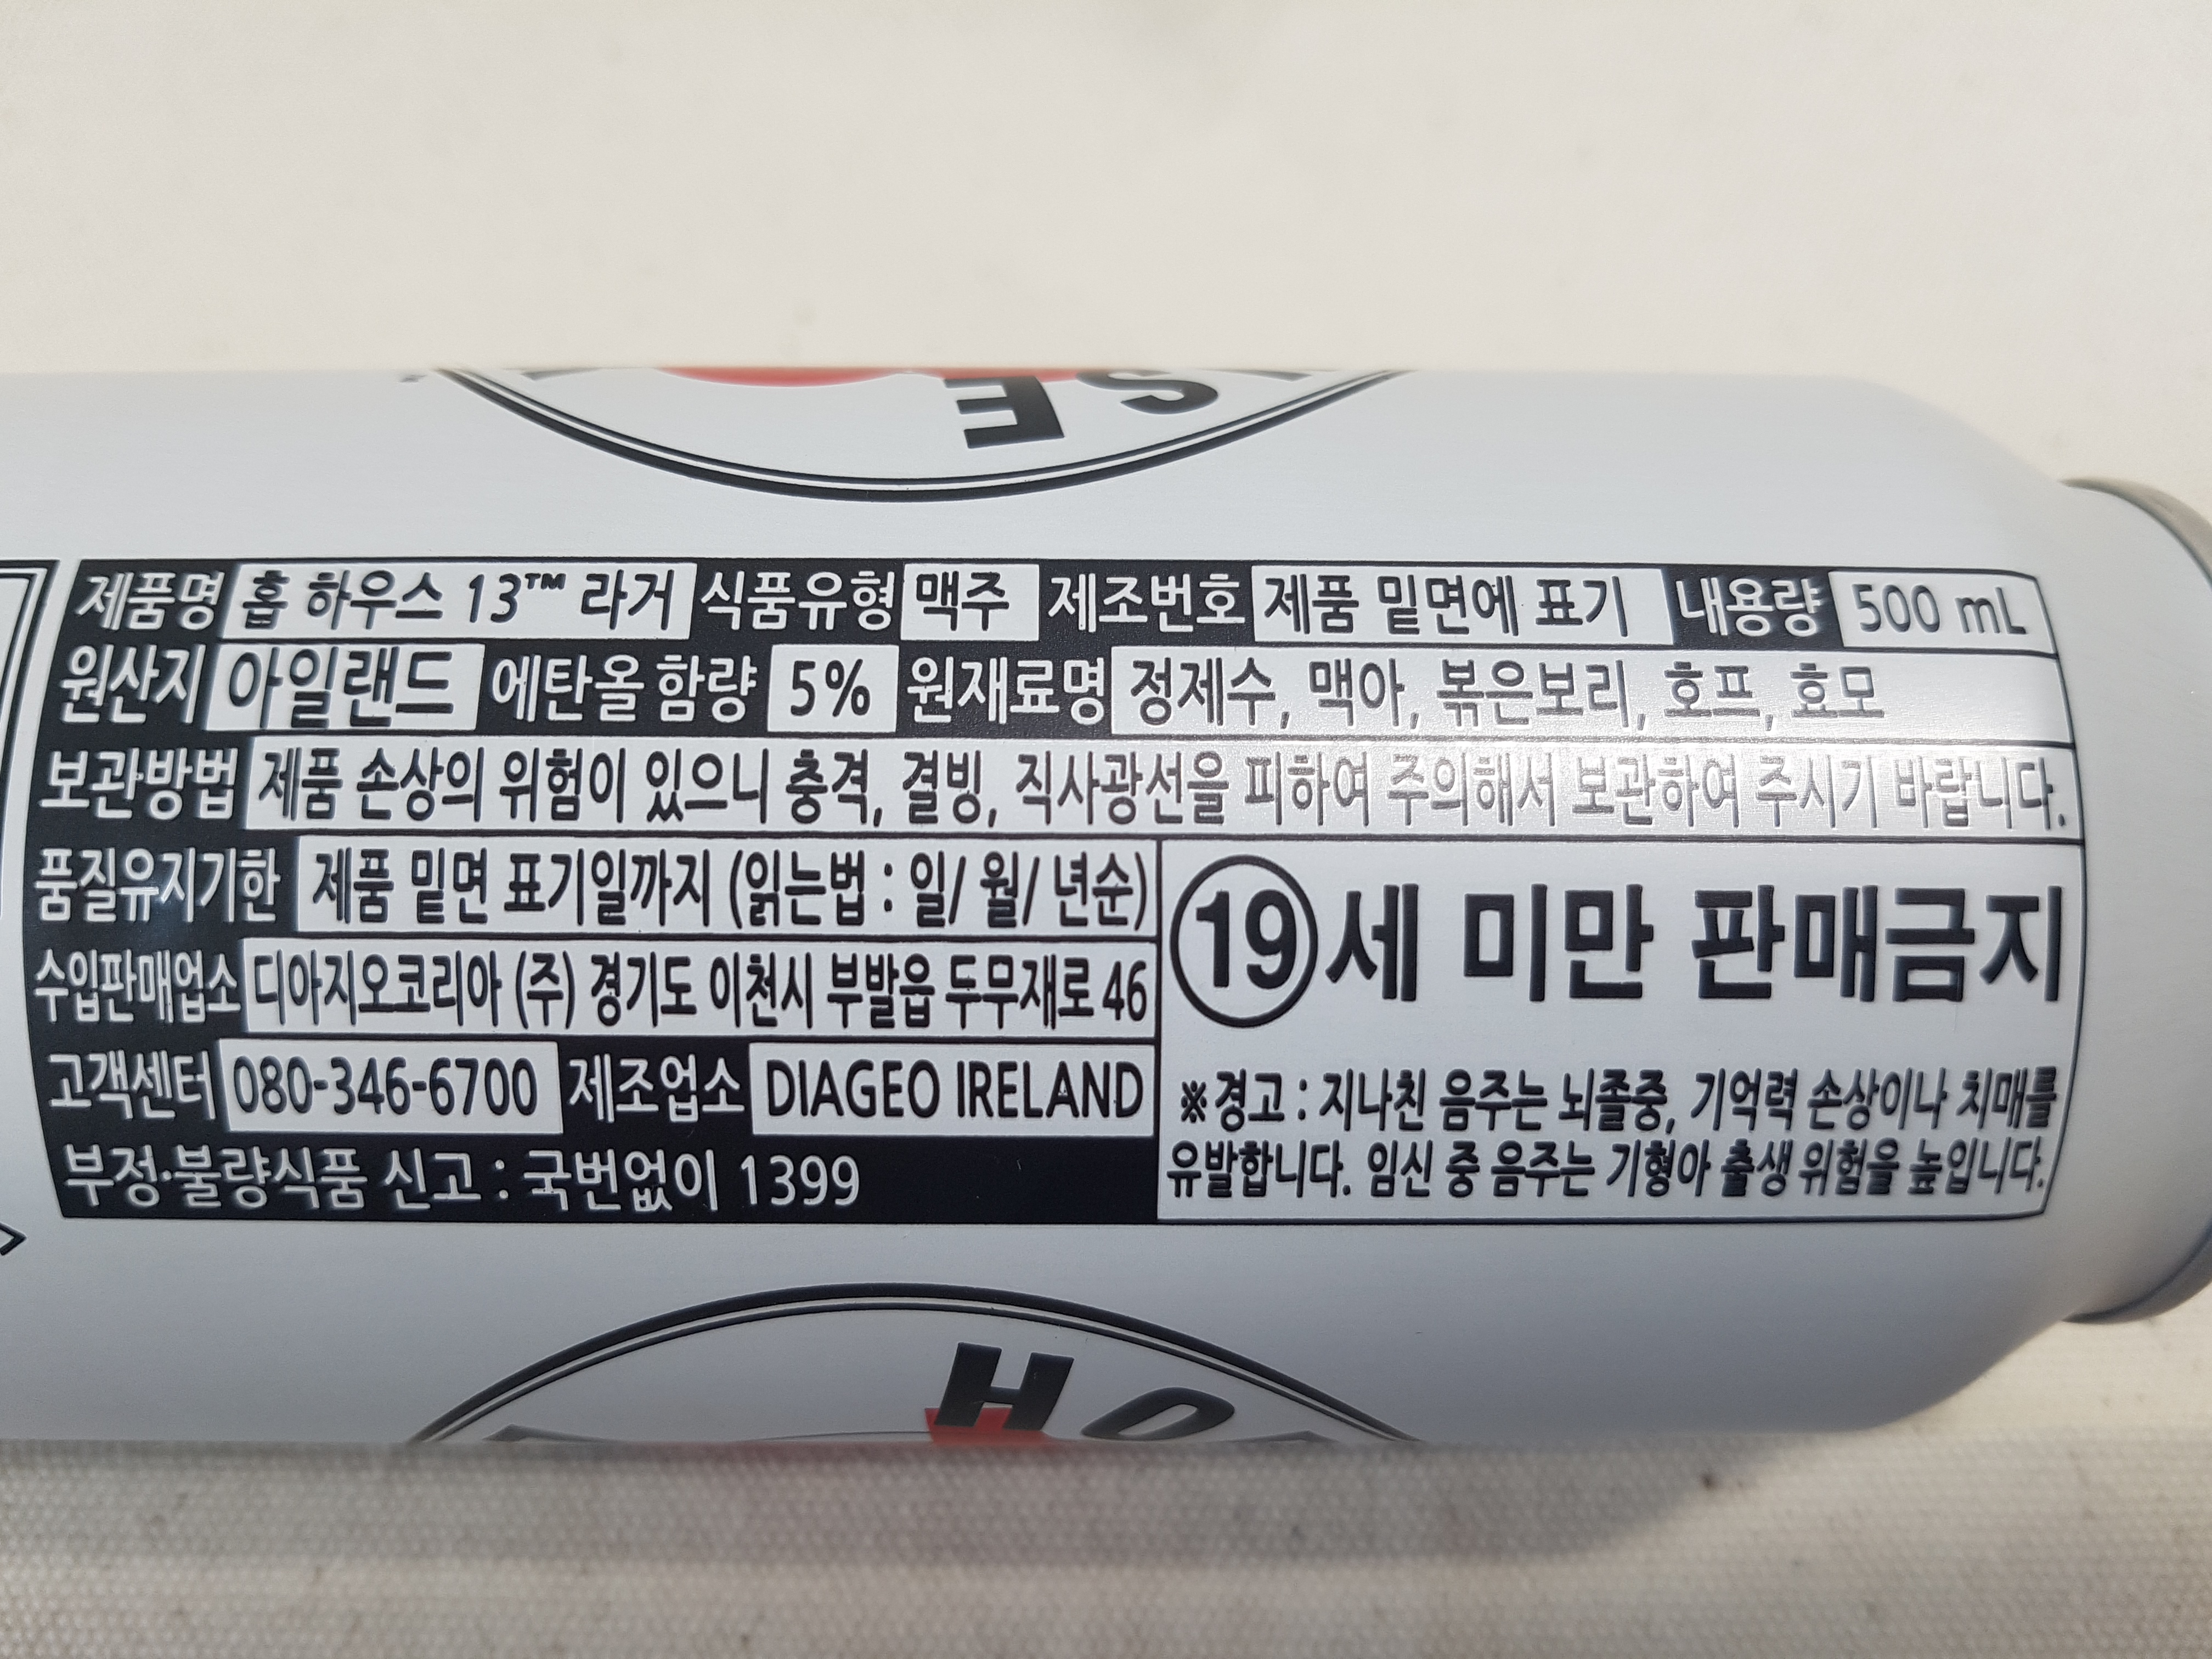 SE
제품명 홉 하우스 13™ 라거 식품유형 맥주 제조번호 제품 밑면에 표기 내용량 500 mL
원산지 아일랜드 에탄올 함량 5% 원재료명 정제수, 맥아, 볶은보리, 호프, 효모
보관방법 제품 손상의 위험이 있으니 충격, 결빙, 직사광선을 피하여 주의해서 보관하여 주시기 바랍니다.
품질유지기한 제품 밑면 표기일까지 (읽는법 : 일/ 월/ 년순)
수입판매업소 디아지오코리아 (주) 경기도 이천시 부발읍 두무재로 46
고객센터 080-346-6700 제조업소 DIAGEO IRELAND
부정·불량식품 신고 : 국번없이 1399
19세 미만 판매금지
※경고 : 지나친 음주는 뇌졸중, 기억력 손상이나 치매를
유발합니다. 임신 중 음주는 기형아 출생 위험을 높입니다.
HO